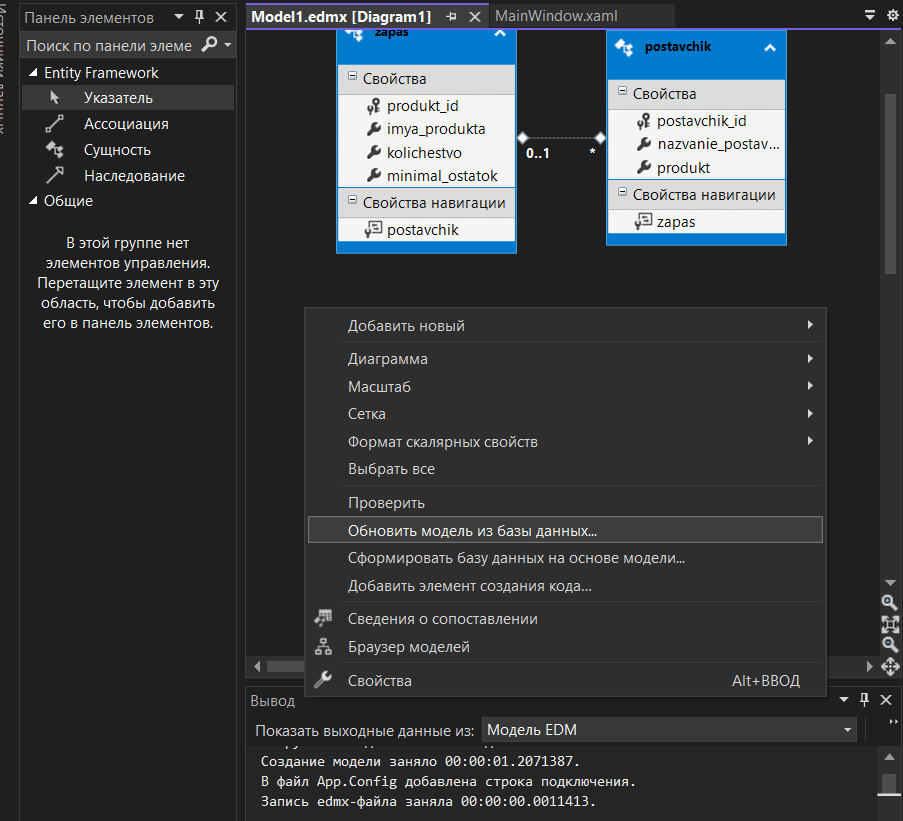 Панель элементов
Поиск по панели элеме
Entity Framework
Указатель
Ассоциация
Сущность
Наследование
Общие
В этой группе нет
элементов управления.
Перетащите элемент в эту
область, чтобы добавить
его в панель элементов.
Model1.edmx [Diagram1]
MainWindow.xaml
zapas
Свойства
produkt_id
imya_produkta
kolichestvo
minimal_ostatok
Свойства навигации
postavchik
0..1
*
postavchik
Свойства
postavchik_id
nazvanie_postav...
produkt
Свойства навигации
zapas
Добавить новый
Диаграмма
Масштаб
Сетка
Формат скалярных свойств
Выбрать все
Проверить
Обновить модель из базы данных...
Сформировать базу данных на основе модели...
Добавить элемент создания кода...
Сведения о сопоставлении
Браузер моделей
Свойства Alt+ВВОД
Вывод
Показать выходные данные из: Модель EDM
Создание модели заняло 00:00:01.2071387.
В файл App.Config добавлена строка подключения.
Запись edmx-файла заняла 00:00:00.0011413.